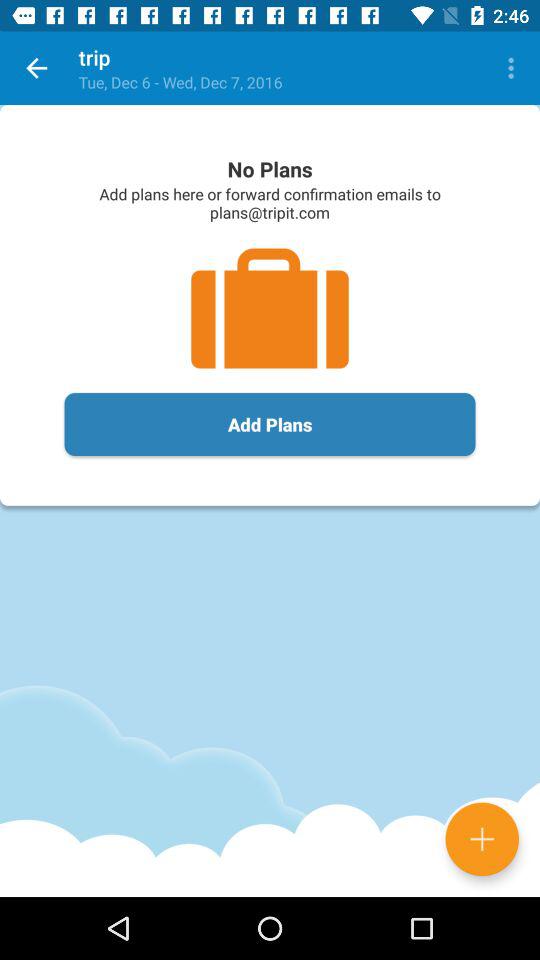 2:46
trip
Tue, Dec 6 - Wed, Dec 7, 2016
No Plans
Add plans here or forward confirmation emails to
plans@tripit.com
Add Plans